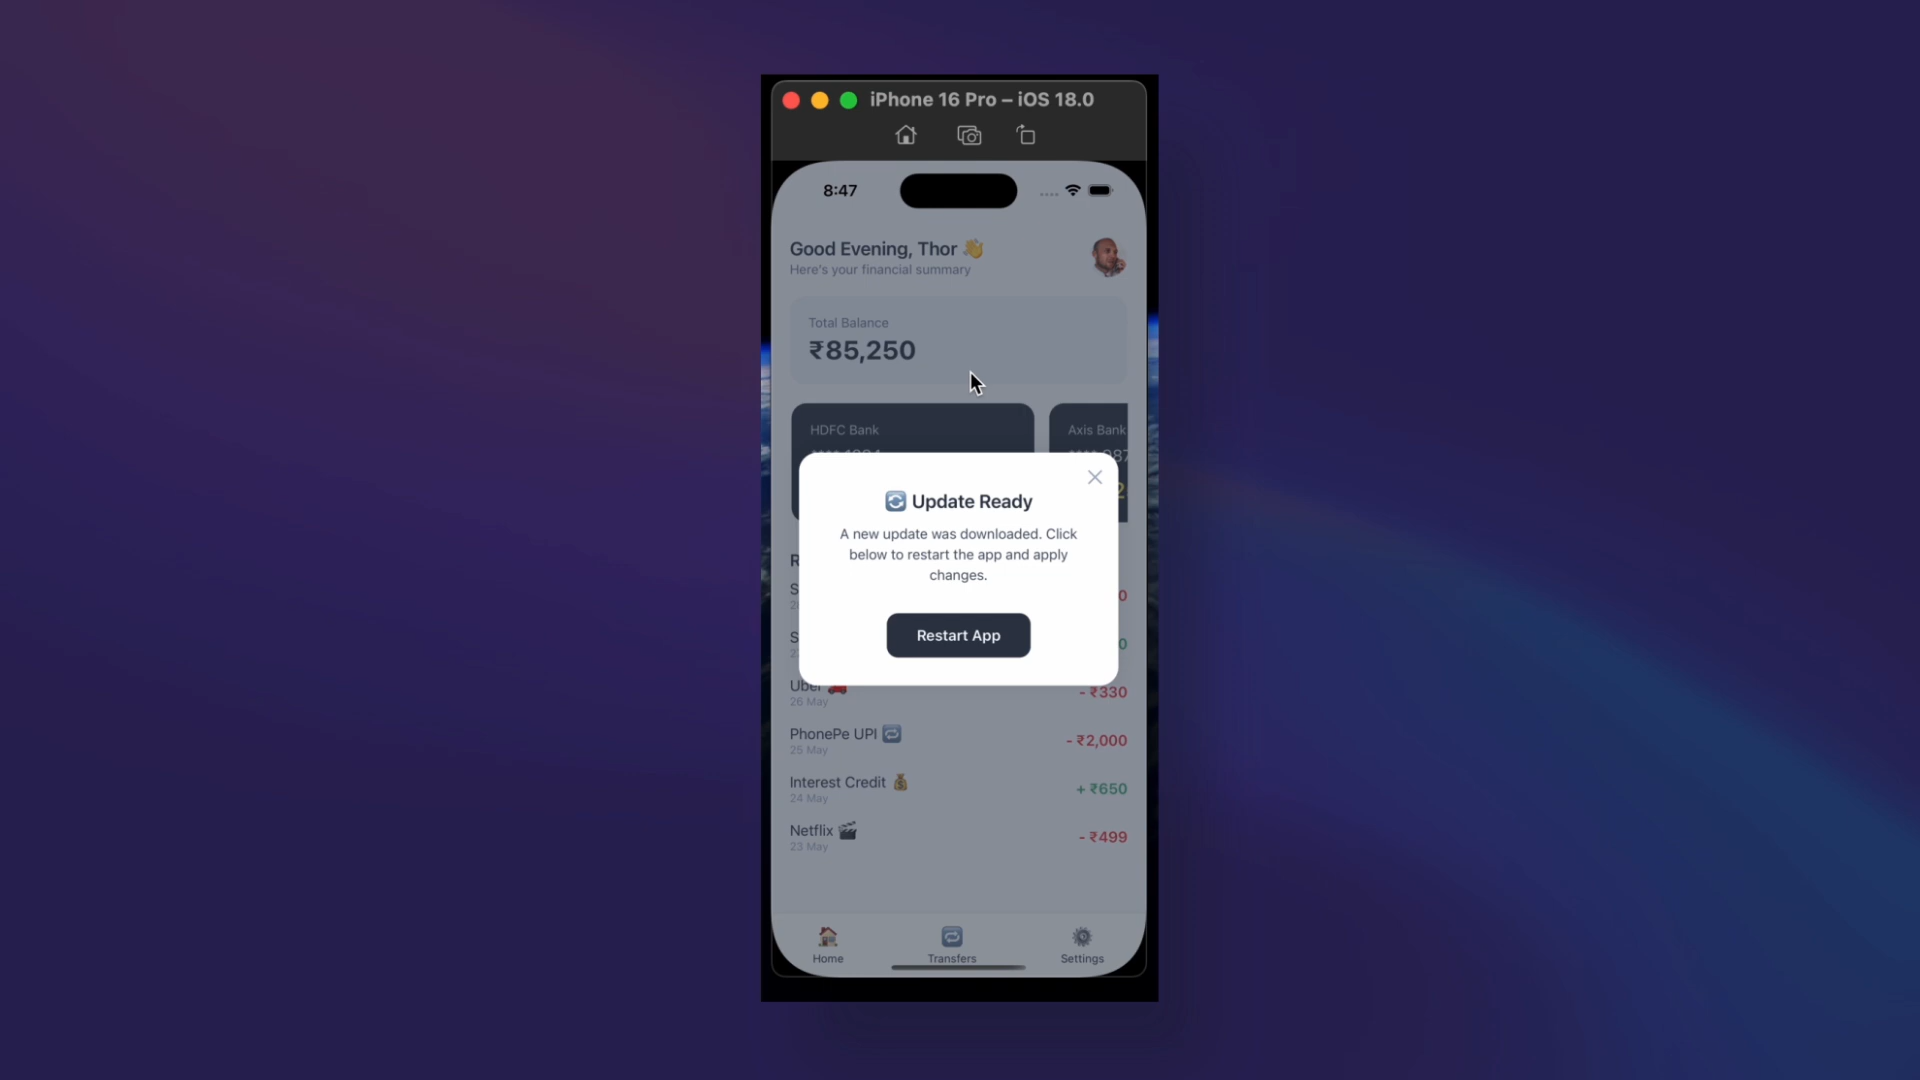 iPhone 16 Pro – iOS 18.0
8:47
Good Evening, Thor 👋
Here's your financial summary
Total Balance
₹85,250
HDFC Bank
Axis Bank
🔄 Update Ready
A new update was downloaded. Click
below to restart the app and apply
changes.
Restart App
Uber 🚗
- ₹330
26 May
PhonePe UPI 🔁
- ₹2,000
25 May
Interest Credit 💰
+ ₹650
24 May
Netflix 🎬
- ₹499
23 May
Home
Transfers
Settings